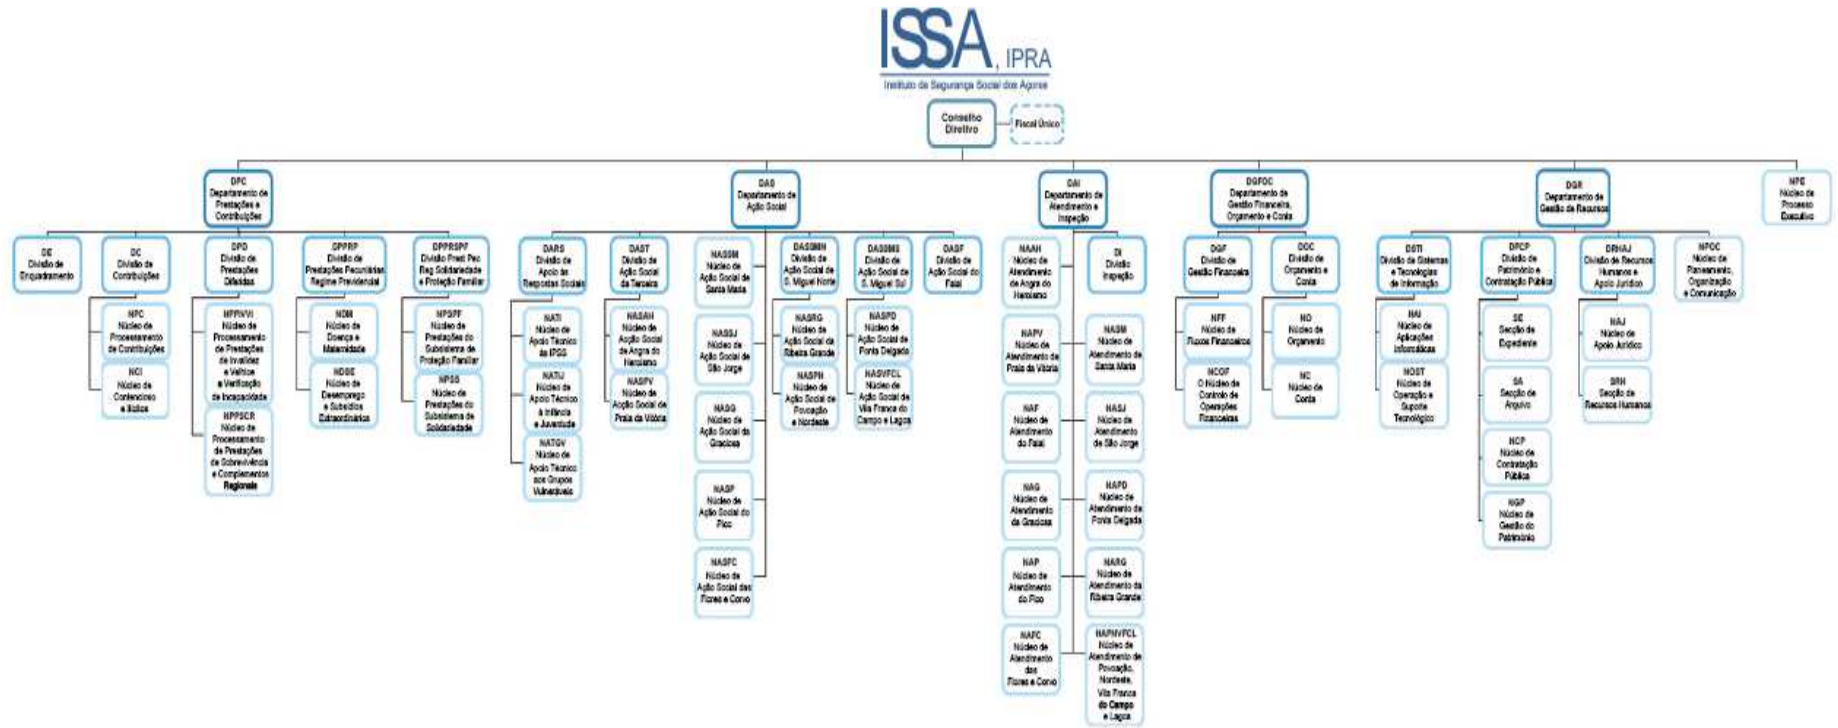 ISSA, IPRA
Instituto da Segurança Social dos Açores
Conselho
Diretivo
Fiscal Único
DPC
Departamento de
Prestações e
Contribuições
DAS
Departamento de
Ação Social
DAI
Departamento de
Atendimento e
Inspeção
DGFOC
Departamento de
Gestão Financeira,
Orçamento e Conta
DGR
Departamento de
Gestão de Recursos
NPE
Núcleo de
Processo
Executivo
DE
Divisão de
Enquadramento
DC
Divisão de
Contribuições
DPD
Divisão de
Prestações
Diferidas
DPPRP
Divisão de
Prestações Pecuniárias
Regime Previdencial
DPPRSPF
Divisão Prest Pec
Reg Solidariedade
e Proteção Familiar
NPC
Núcleo de
Processamento
de Contribuições
NCI
Núcleo de
Contencioso
e Ilícitos
NPPIVVI
Núcleo de
Processamento
de Prestações
de Invalidez
e Velhice
e Verificação
de Incapacidade
NPPSCR
Núcleo de
Processamento
de Prestações
de Sobrevivência
e Complementos
Regionais
NDM
Núcleo de
Doença e
Maternidade
NDSE
Núcleo de
Desemprego
e Subsídios
Extraordinários
NPSPF
Núcleo de
Prestações do
Subsistema de
Proteção Familiar
NPSS
Núcleo de
Prestações do
Subsistema de
Solidariedade
DARS
Divisão de
Apoio às
Respostas Sociais
DAST
Divisão de
Ação Social
da Terceira
NASSM
Núcleo de
Ação Social de
Santa Maria
DASSMN
Divisão de
Ação Social de
S. Miguel Norte
DASSMS
Divisão de
Ação Social de
S. Miguel Sul
DASF
Divisão de
Ação Social do
Faial
NATI
Núcleo de
Apoio Técnico
às IPSS
NATIJ
Núcleo de
Apoio Técnico
à Infância
e Juventude
NATGV
Núcleo de
Apoio Técnico
aos Grupos
Vulneráveis
NASAH
Núcleo de
Ação Social
de Angra do
Heroísmo
NASPV
Núcleo de
Acção Social de
Praia da Vitória
NASSJ
Núcleo de
Ação Social de
São Jorge
NASG
Núcleo de
Ação Social da
Graciosa
NASP
Núcleo de
Ação Social do
Pico
NASFC
Núcleo de
Ação Social das
Flores e Corvo
NASRG
Núcleo de
Ação Social da
Ribeira Grande
NASPN
Núcleo de
Ação Social de
Povoação
e Nordeste
NASPD
Núcleo de
Ação Social de
Ponta Delgada
NASVFCL
Núcleo de
Ação Social de
Vila Franca do
Campo e Lagoa
NAAH
Núcleo de
Atendimento
de Angra do
Heroísmo
DI
Divisão
Inspeção
NAPV
Núcleo de
Atendimento de
Praia da Vitória
NASM
Núcleo de
Atendimento de
Santa Maria
NAF
Núcleo de
Atendimento
do Faial
NASJ
Núcleo de
Atendimento
de São Jorge
NAG
Núcleo de
Atendimento
da Graciosa
NAPD
Núcleo de
Atendimento de
Ponta Delgada
NAP
Núcleo de
Atendimento
do Pico
NARG
Núcleo de
Atendimento da
Ribeira Grande
NAFC
Núcleo de
Atendimento
das
Flores e Corvo
NAPNVFCL
Núcleo de
Atendimento de
Povoação,
Nordeste,
Vila Franca
do Campo
e Lagoa
DGF
Divisão de
Gestão Financeira
DOC
Divisão de
Orçamento e
Conta
NFF
Núcleo de
Fluxos Financeiros
NCOF
O Núcleo de
Controlo de
Operações
Financeiras
NO
Núcleo de
Orçamento
NC
Núcleo de
Conta
DSTI
Divisão de Sistemas
e Tecnologias
de Informação
DPCP
Divisão de
Património e
Contratação Pública
DRHAJ
Divisão de Recursos
Humanos e
Apoio Jurídico
NPOC
Núcleo de
Planeamento,
Organização
e Comunicação
NAI
Núcleo de
Aplicações
Informáticas
NOST
Núcleo de
Operação e
Suporte
Tecnológico
SE
Secção de
Expediente
SA
Secção de
Arquivo
NCP
Núcleo de
Contratação
Pública
NGP
Núcleo de
Gestão do
Património
NAJ
Núcleo de
Apoio Jurídico
SRH
Secção de
Recursos Humanos